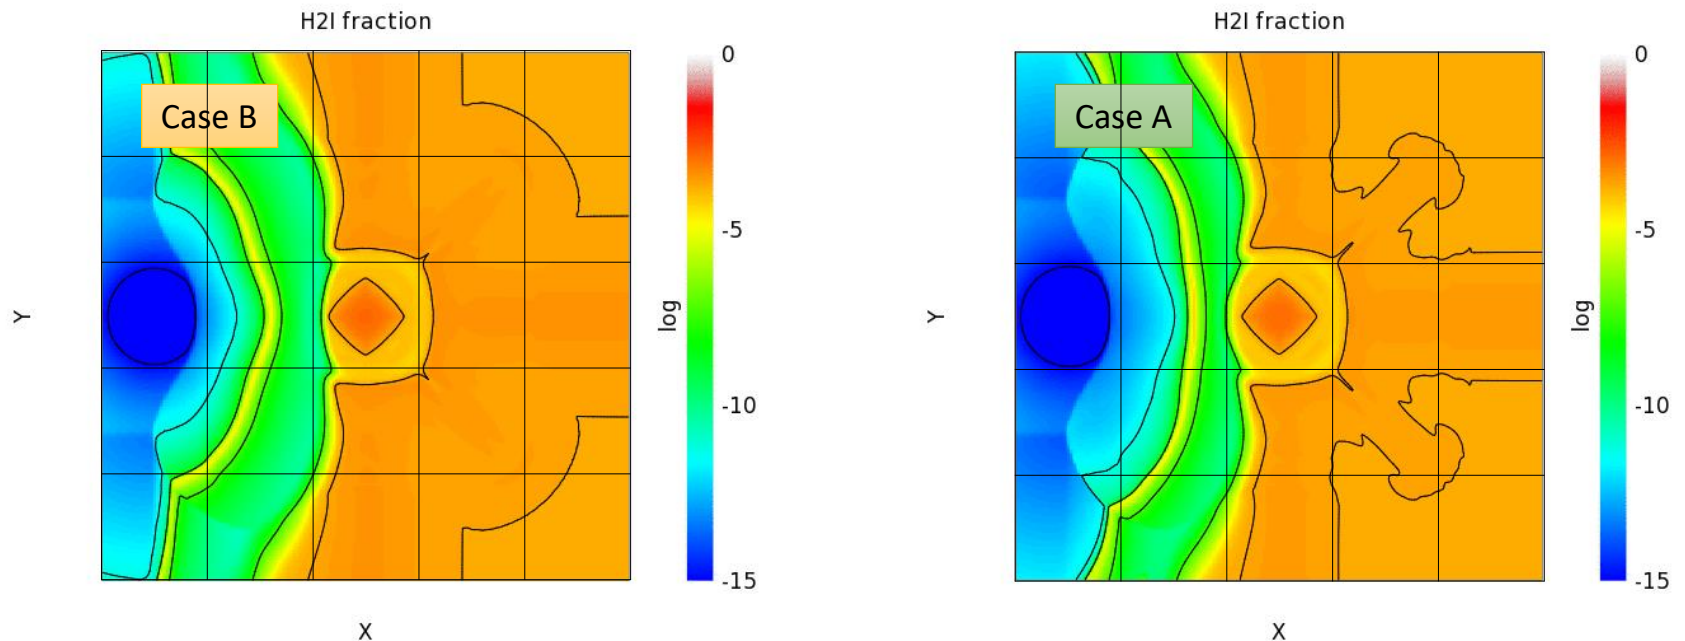 H2I fraction
Case B
0
-5
-10
-15
log
Y
X
H2I fraction
Case A
0
-5
-10
-15
log
Y
X